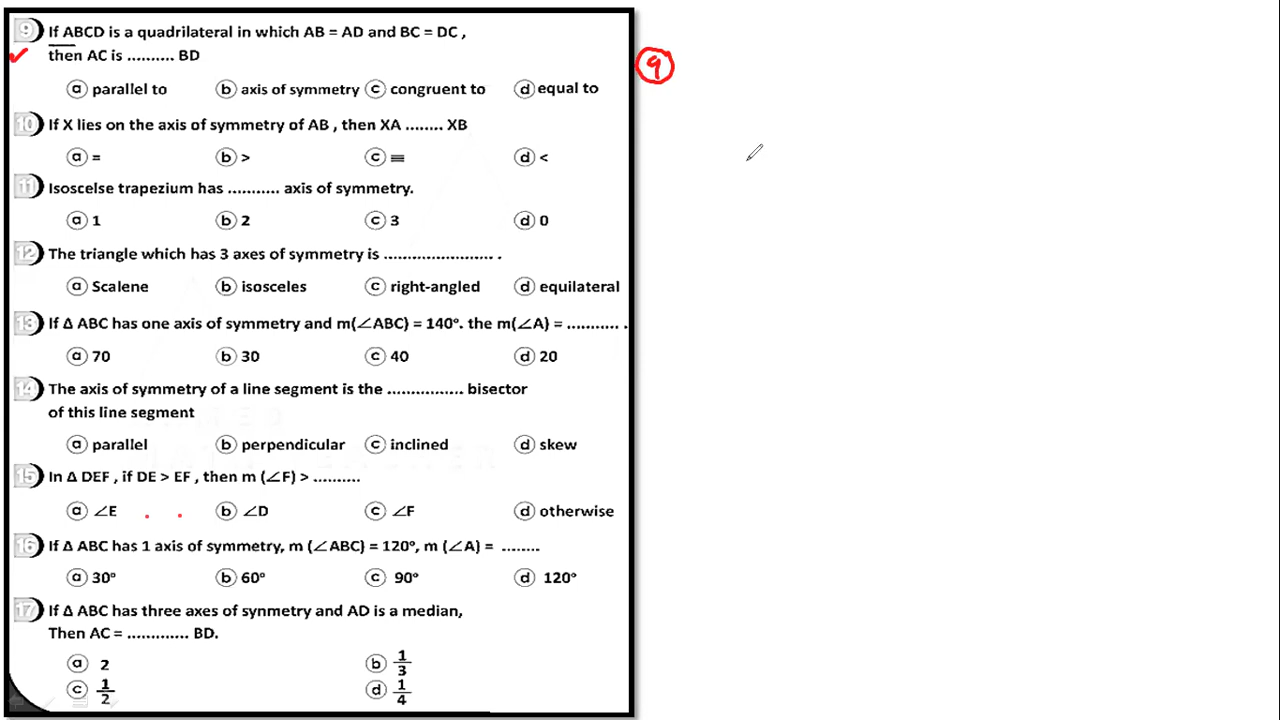 9 If ABCD is a quadrilateral in which AB = AD and BC = DC ,
then AC is .......... BD
a parallel to b axis of symmetry c congruent to d equal to
10 If X lies on the axis of symmetry of AB , then XA ........ XB
a = b > c ≡ d <
11 Isoscelse trapezium has ........... axis of symmetry.
a 1 b 2 c 3 d 0
12 The triangle which has 3 axes of symmetry is ....................... .
a Scalene b isosceles c right-angled d equilateral
13 If Δ ABC has one axis of symmetry and m(∠ABC) = 140°. the m(∠A) = ........... .
a 70 b 30 c 40 d 20
14 The axis of symmetry of a line segment is the ................ bisector
of this line segment
a parallel b perpendicular c inclined d skew
15 In Δ DEF , if DE > EF , then m (∠F) > ..........
a ∠E b ∠D c ∠F d otherwise
16 If Δ ABC has 1 axis of symmetry, m (∠ABC) = 120°, m (∠A) = ........
a 30° b 60° c 90° d 120°
17 If Δ ABC has three axes of synmetry and AD is a median,
Then AC = ............. BD.
a 2 b 1/3
c 1/2 d 1/4
9